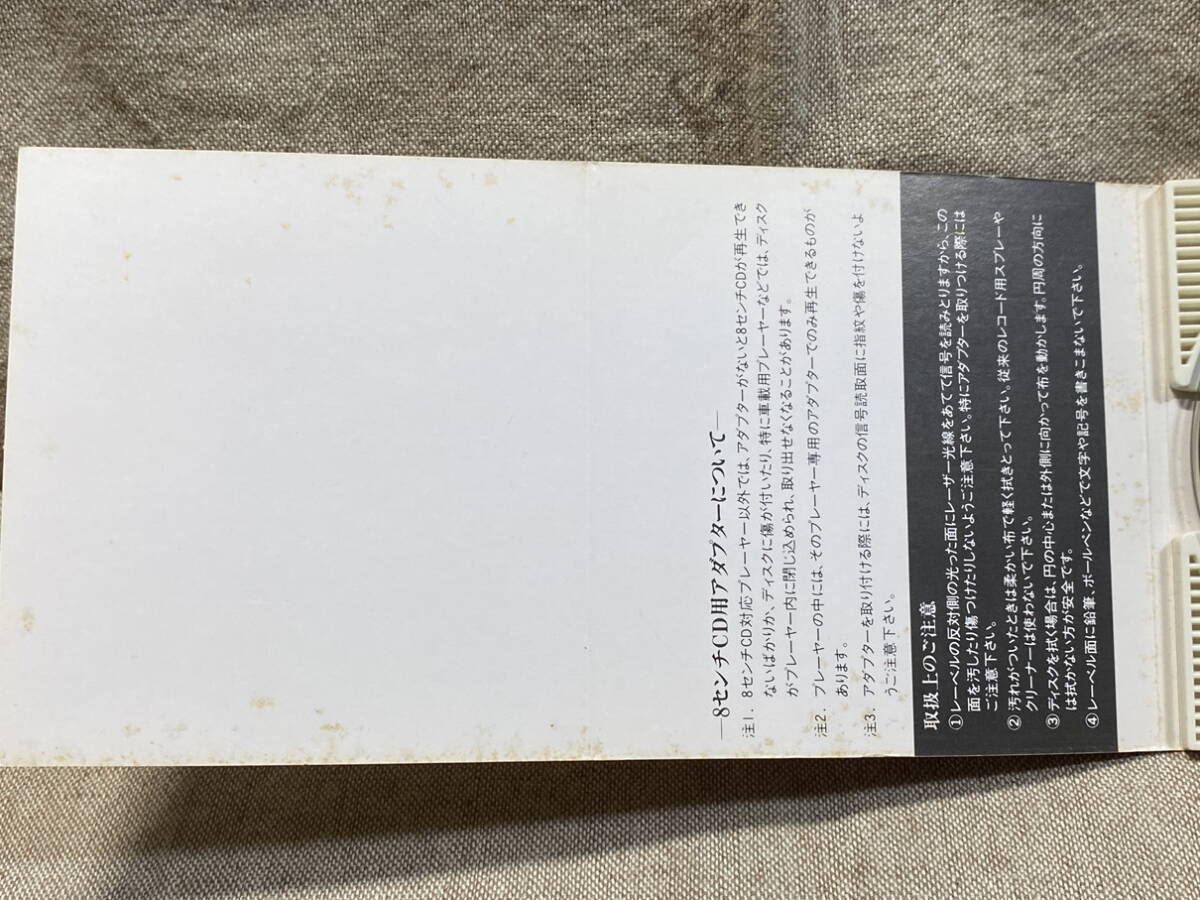 ―8センチCD用アダプターについて―
注1. 8センチCD対応プレーヤー以外では、アダプターがないと8センチCDが再生でき
ないばかりか、ディスクに傷が付いたり、特に車載用プレーヤーなどでは、ディスク
がプレーヤー内に閉じ込められ、取り出せなくなることがあります。
注2. プレーヤーの中には、そのプレーヤー専用のアダプターでのみ再生できるものが
あります。
注3. アダプターを取り付ける際には、ディスクの信号読取面に指紋や傷を付けないよ
うご注意下さい。
取扱上のご注意
①レーベルの反対側の光った面にレーザー光線をあてて信号を読みとりますから、この
面を汚したり傷つけたりしないようご注意下さい。特にアダプターを取りつける際には
ご注意下さい。
②汚れがついたときは柔かい布で軽く拭きとって下さい。従来のレコード用スプレーや
クリーナーは使わないで下さい。
③ディスクを拭く場合は、円の中心または外側に向かって布を動かします。円周の方向に
は拭かない方が安全です。
④レーベル面に鉛筆、ボールペンなどで文字や記号を書きこまないで下さい。